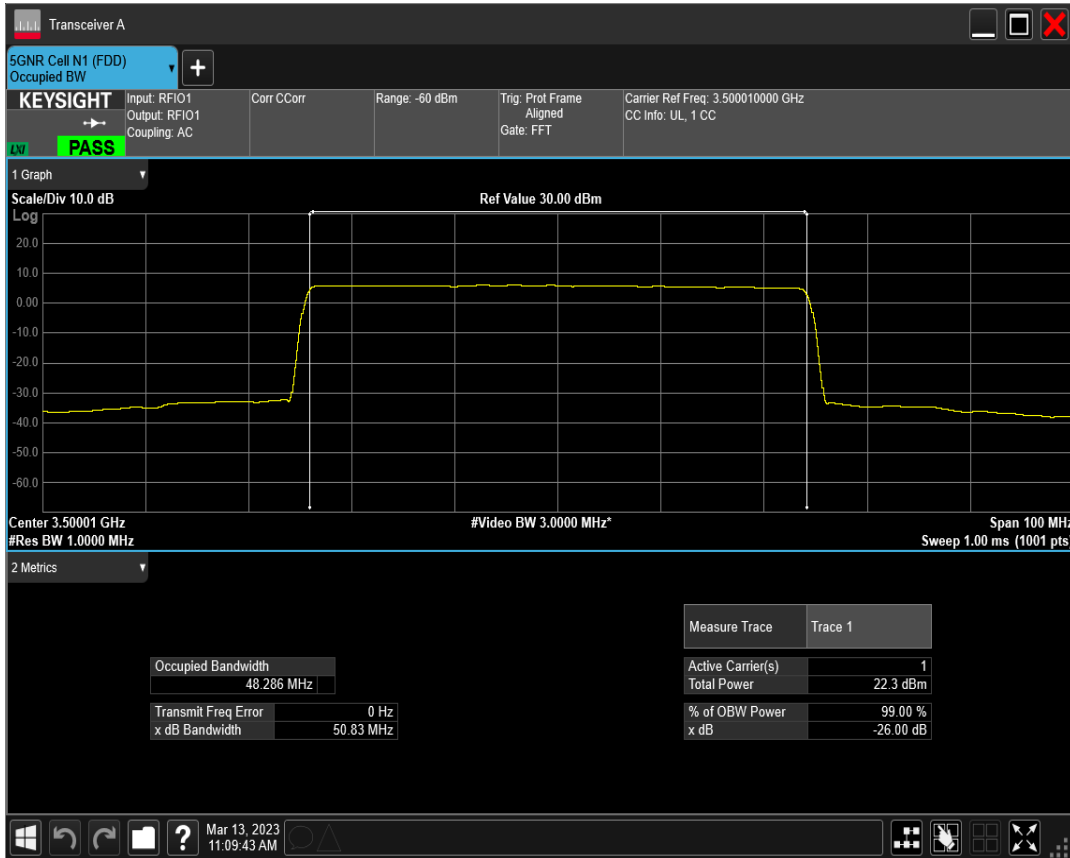 Transceiver A
5GNR Cell N1 (FDD)
Occupied BW
+
KEYSIGHT
LXI
PASS
Input: RFIO1
Output: RFIO1
Coupling: AC
Corr CCorr
Range: -60 dBm
Trig: Prot Frame
Aligned
Gate: FFT
Carrier Ref Freq: 3.500010000 GHz
CC Info: UL, 1 CC
1 Graph
Scale/Div 10.0 dB
Ref Value 30.00 dBm
Log
20.0
10.0
0.00
-10.0
-20.0
-30.0
-40.0
-50.0
-60.0
Center 3.50001 GHz
#Video BW 3.0000 MHz*
Span 100 MHz
#Res BW 1.0000 MHz
Sweep 1.00 ms (1001 pts)
2 Metrics
Measure Trace Trace 1
Occupied Bandwidth
48.286 MHz
Active Carrier(s) 1
Total Power 22.3 dBm
Transmit Freq Error 0 Hz
x dB Bandwidth 50.83 MHz
% of OBW Power 99.00 %
x dB -26.00 dB
?
Mar 13, 2023
11:09:43 AM